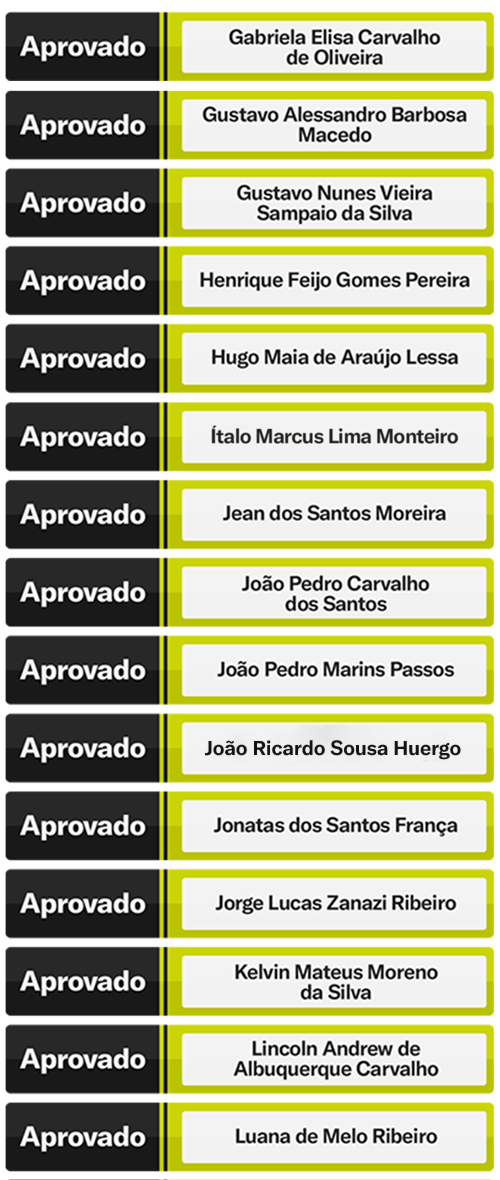 Aprovado
Gabriela Elisa Carvalho
de Oliveira
Aprovado
Gustavo Alessandro Barbosa
Macedo
Aprovado
Gustavo Nunes Vieira
Sampaio da Silva
Aprovado
Henrique Feijo Gomes Pereira
Aprovado
Hugo Maia de Araújo Lessa
Aprovado
Ítalo Marcus Lima Monteiro
Aprovado
Jean dos Santos Moreira
Aprovado
João Pedro Carvalho
dos Santos
Aprovado
João Pedro Marins Passos
Aprovado
João Ricardo Sousa Huergo
Aprovado
Jonatas dos Santos França
Aprovado
Jorge Lucas Zanazi Ribeiro
Aprovado
Kelvin Mateus Moreno
da Silva
Aprovado
Lincoln Andrew de
Albuquerque Carvalho
Aprovado
Luana de Melo Ribeiro